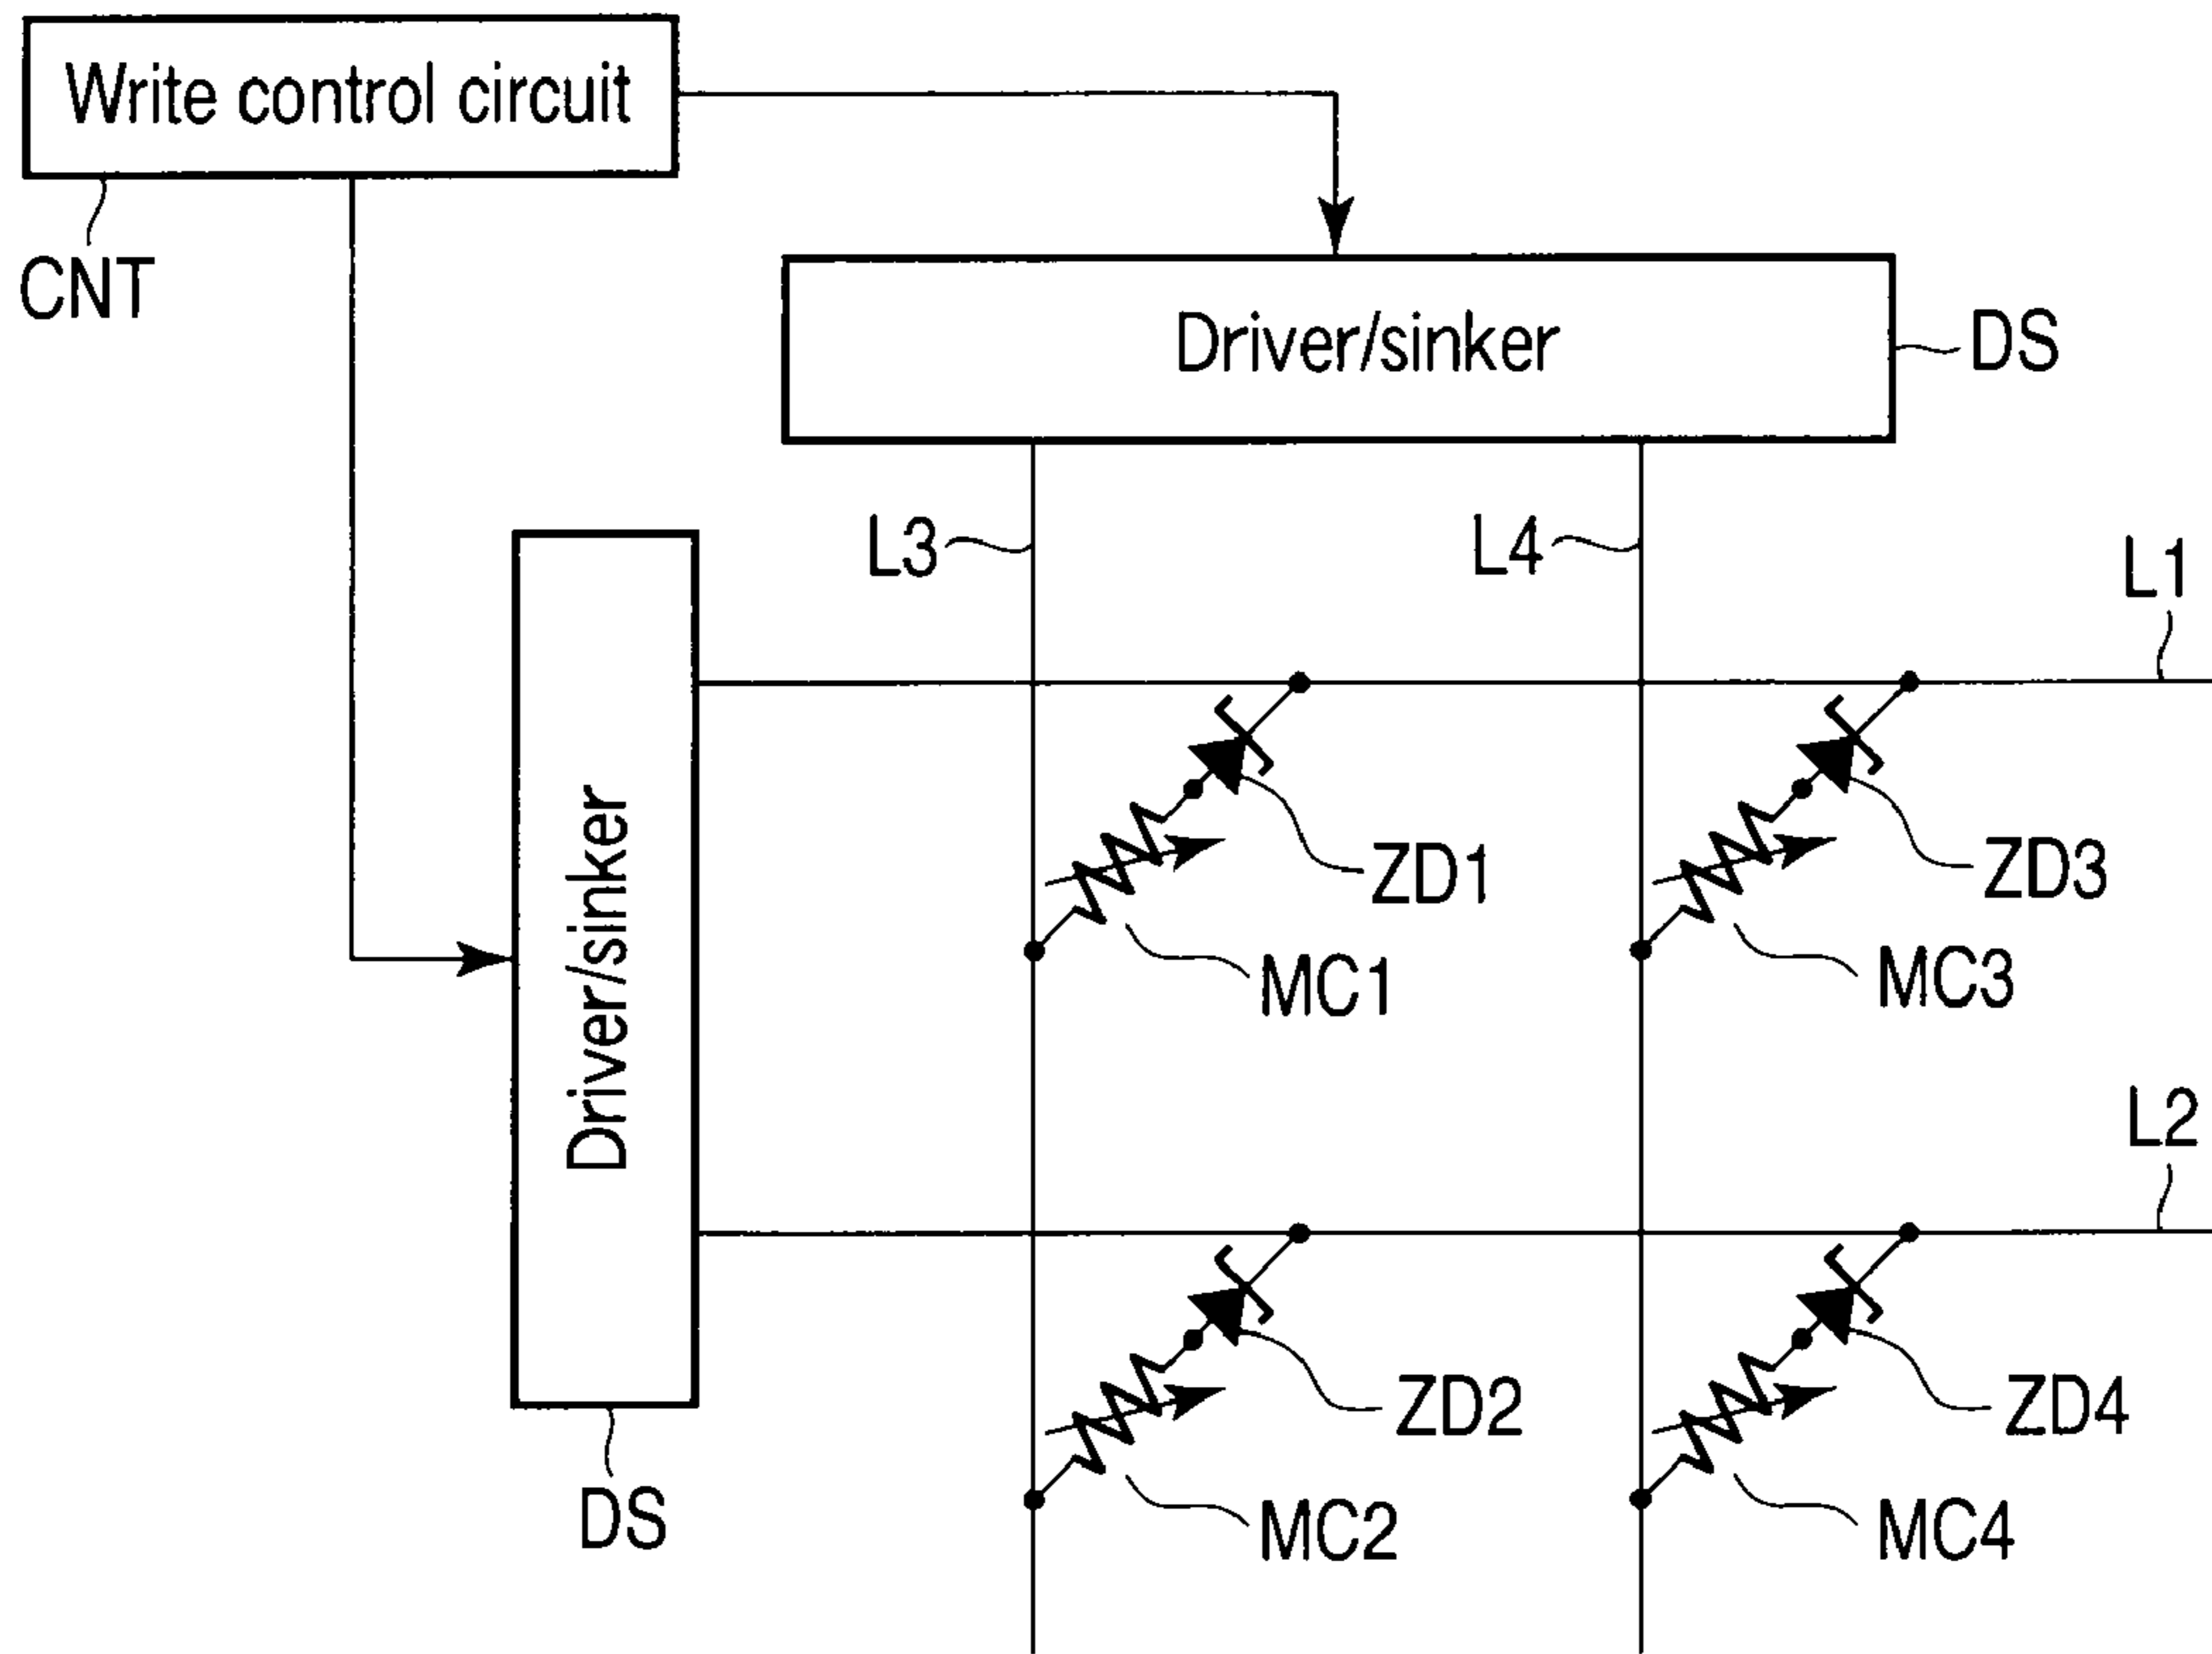 Write control circuit
CNT
Driver/sinker
DS
L3
L4
L1
Driver/sinker
ZD1
ZD3
MC1
MC3
L2
ZD2
ZD4
DS
MC2
MC4